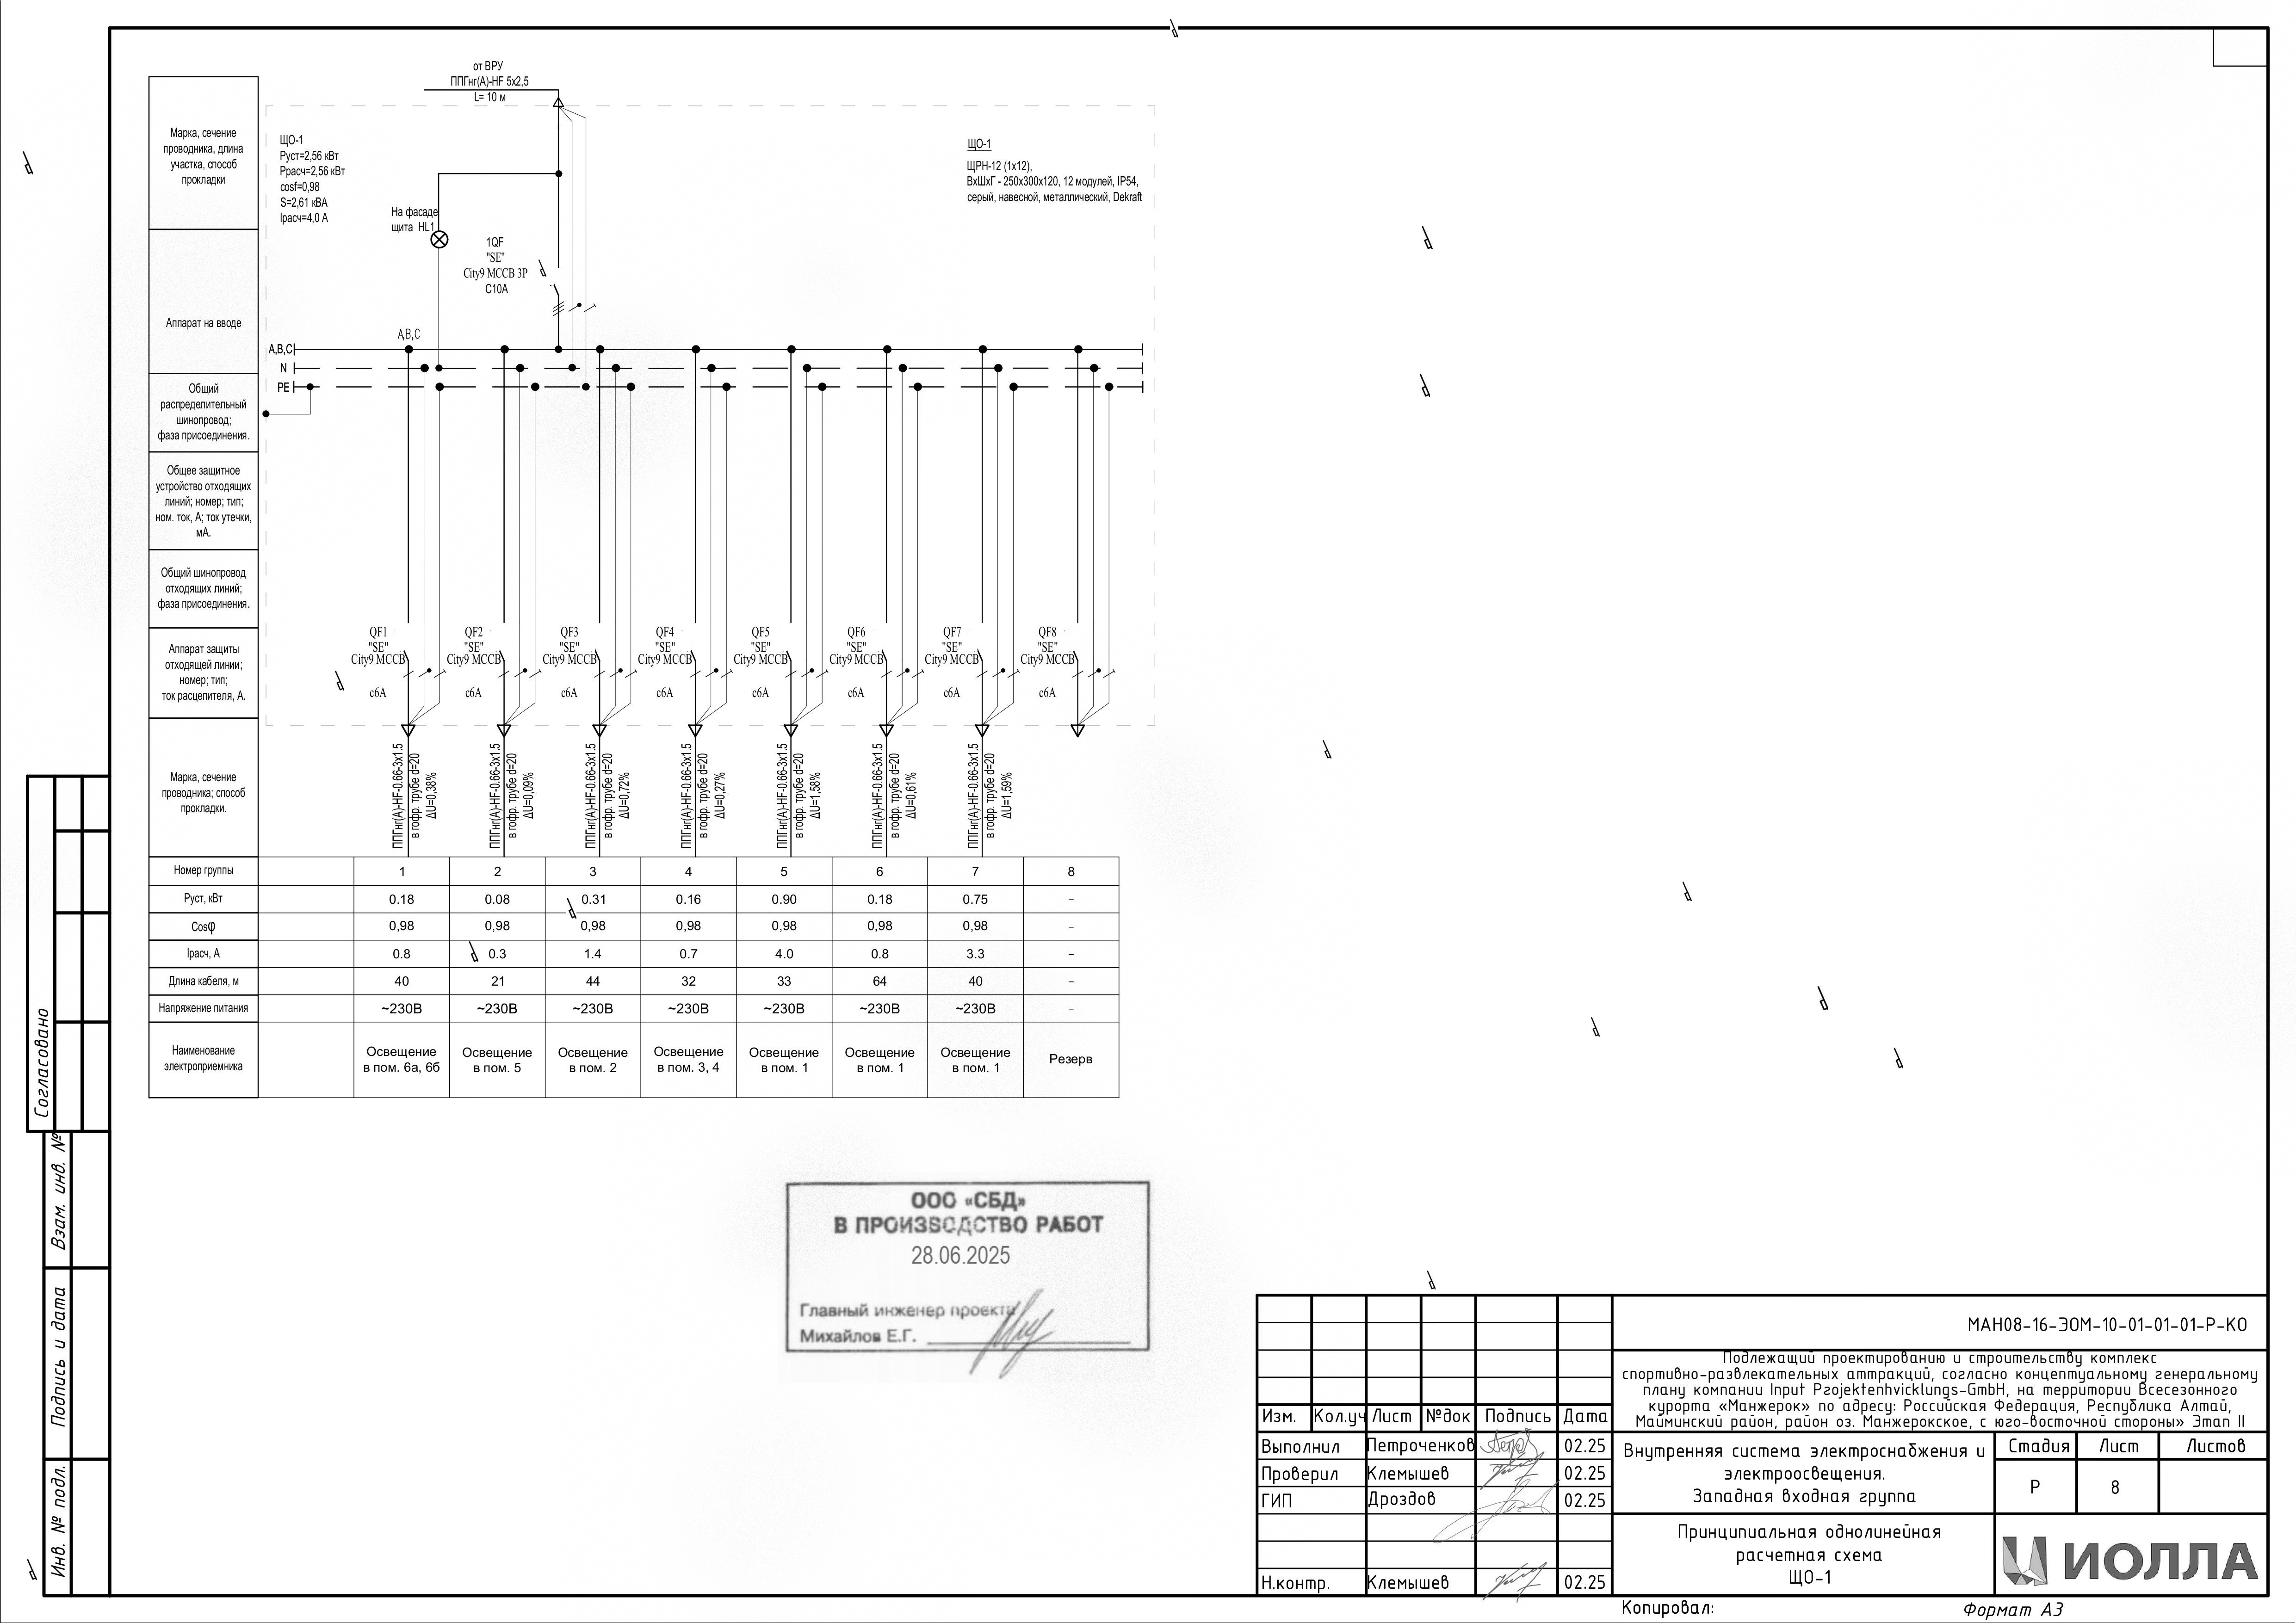 от ВРУ
ППГнг(А)-HF 5х2,5
L= 10 м
Марка, сечение
проводника, длина
участка, способ
прокладки
ЩО-1
Руст=2,56 кВт
Ррасч=2,56 кВт
cosf=0,98
S=2,61 кВА
Iрасч=4,0 А
ЩО-1
ЩРН-12 (1х12),
ВхШхГ - 250х300х120, 12 модулей, IP54,
серый, навесной, металлический, Dekraft
На фасаде
щита HL1
1QF
"SE"
City9 MCCB 3P
C10A
Аппарат на вводе
A,B,C
A,B,C
N
PE
Общий
распределительный
шинопровод;
фаза присоединения.
Общее защитное
устройство отходящих
линий; номер; тип;
ном. ток, А; ток утечки,
мА.
Общий шинопровод
отходящих линий;
фаза присоединения.
Аппарат защиты
отходящей линии;
номер; тип;
ток расцепителя, А.
QF1 QF2 QF3 QF4 QF5 QF6 QF7 QF8
"SE" "SE" "SE" "SE" "SE" "SE" "SE" "SE"
City9 MCCB City9 MCCB City9 MCCB City9 MCCB City9 MCCB City9 MCCB City9 MCCB City9 MCCB
c6A c6A c6A c6A c6A c6A c6A c6A
Марка, сечение
проводника; способ
прокладки.
ППГнг(А)-HF-0.66-3х1.5
в гофр. трубе d=20
ΔU=0,38%
ППГнг(А)-HF-0.66-3х1.5
в гофр. трубе d=20
ΔU=0,09%
ППГнг(А)-HF-0.66-3х1.5
в гофр. трубе d=20
ΔU=0,72%
ППГнг(А)-HF-0.66-3х1.5
в гофр. трубе d=20
ΔU=0,27%
ППГнг(А)-HF-0.66-3х1.5
в гофр. трубе d=20
ΔU=1,58%
ППГнг(А)-HF-0.66-3х1.5
в гофр. трубе d=20
ΔU=0,61%
ППГнг(А)-HF-0.66-3х1.5
в гофр. трубе d=20
ΔU=1,59%
Номер группы 1 2 3 4 5 6 7 8
Руст, кВт 0.18 0.08 0.31 0.16 0.90 0.18 0.75 –
Cosφ 0,98 0,98 0,98 0,98 0,98 0,98 0,98 –
Iрасч, А 0.8 0.3 1.4 0.7 4.0 0.8 3.3 –
Длина кабеля, м 40 21 44 32 33 64 40 –
Напряжение питания ~230В ~230В ~230В ~230В ~230В ~230В ~230В –
Наименование
электроприемника
Освещение
в пом. 6а, 6б
Освещение
в пом. 5
Освещение
в пом. 2
Освещение
в пом. 3, 4
Освещение
в пом. 1
Освещение
в пом. 1
Освещение
в пом. 1
Резерв
Согласовано
Взам. инв. №
Подпись и дата
Инв. № подл.
ООО «СБД»
В ПРОИЗВОДСТВО РАБОТ
28.06.2025
Главный инженер проекта
Михайлов Е.Г.
МАН08-16-ЭОМ-10-01-01-01-Р-КО
Подлежащий проектированию и строительству комплекс
спортивно-развлекательных аттракций, согласно концептуальному генеральному
плану компании Input Projektenhvicklungs-GmbH, на территории Всесезонного
курорта «Манжерок» по адресу: Российская Федерация, Республика Алтай,
Майминский район, район оз. Манжерокское, с юго-восточной стороны» Этап II
Изм. Кол.уч Лист №док Подпись Дата
Выполнил Петроченков 02.25
Проверил Клемышев 02.25
ГИП Дроздов 02.25
Н.контр. Клемышев 02.25
Внутренняя система электроснабжения и
электроосвещения.
Западная входная группа
Стадия Лист Листов
Р 8
Принципиальная однолинейная
расчетная схема
ЩО-1
ИОЛЛА
Копировал:
Формат А3